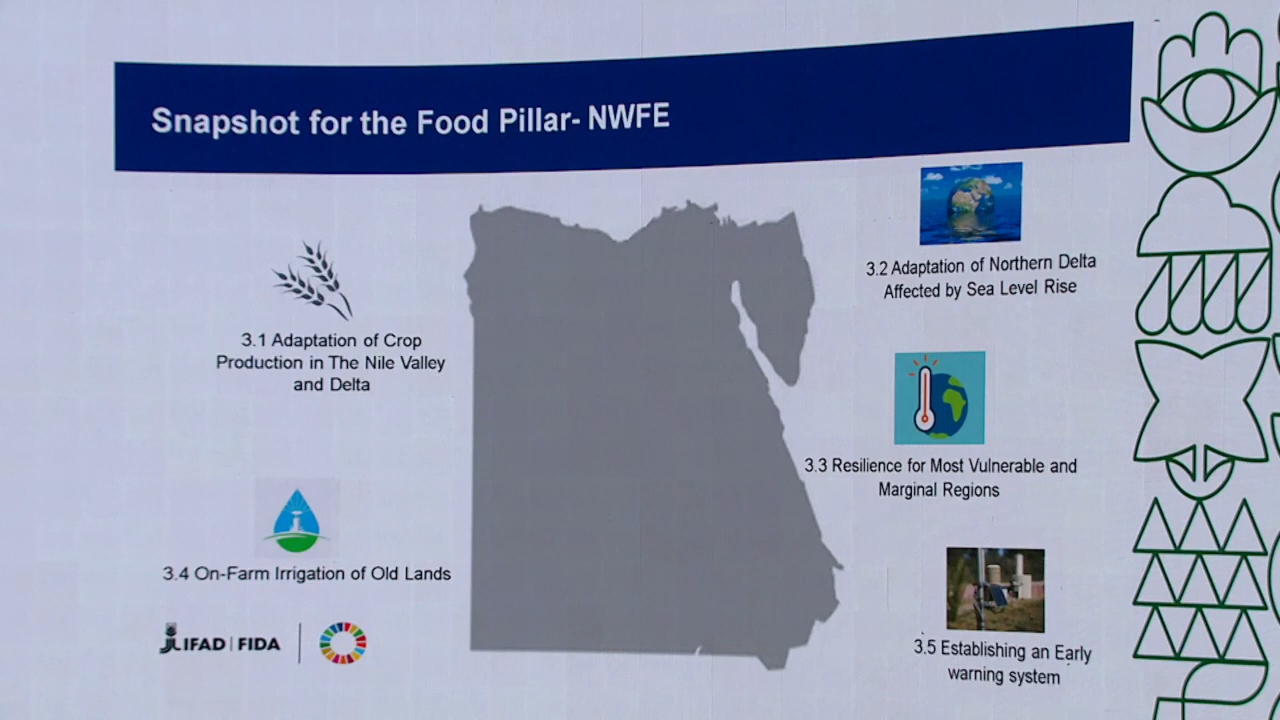 Snapshot for the Food Pillar- NWFE
3.1 Adaptation of Crop
Production in The Nile Valley
and Delta
3.2 Adaptation of Northern Delta
Affected by Sea Level Rise
3.3 Resilience for Most Vulnerable and
Marginal Regions
3.4 On-Farm Irrigation of Old Lands
3.5 Establishing an Early
warning system
IFAD | FIDA